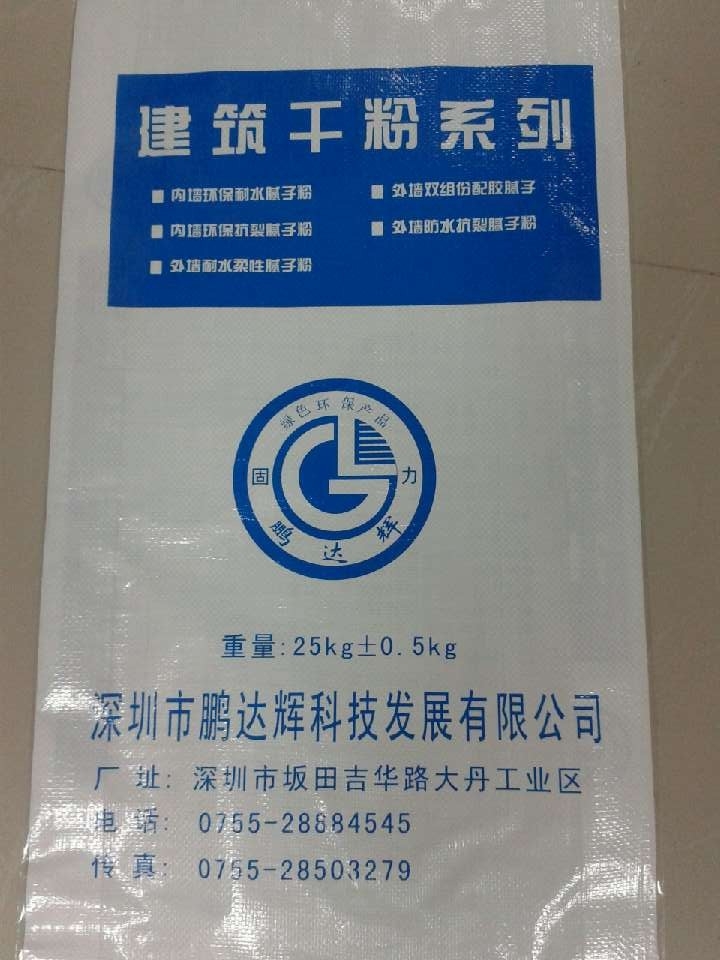 建筑干粉系列
■ 内墙环保耐水腻子粉
■ 外墙双组份配胶腻子
■ 内墙环保抗裂腻子粉
■ 外墙防水抗裂腻子粉
■ 外墙耐水柔性腻子粉
绿色环保产品
固 力
鹏达辉
重量:25kg±0.5kg
深圳市鹏达辉科技发展有限公司
厂 址: 深圳市坂田吉华路大丹工业区
电 话: 0755-28884545
传 真: 0755-28503279